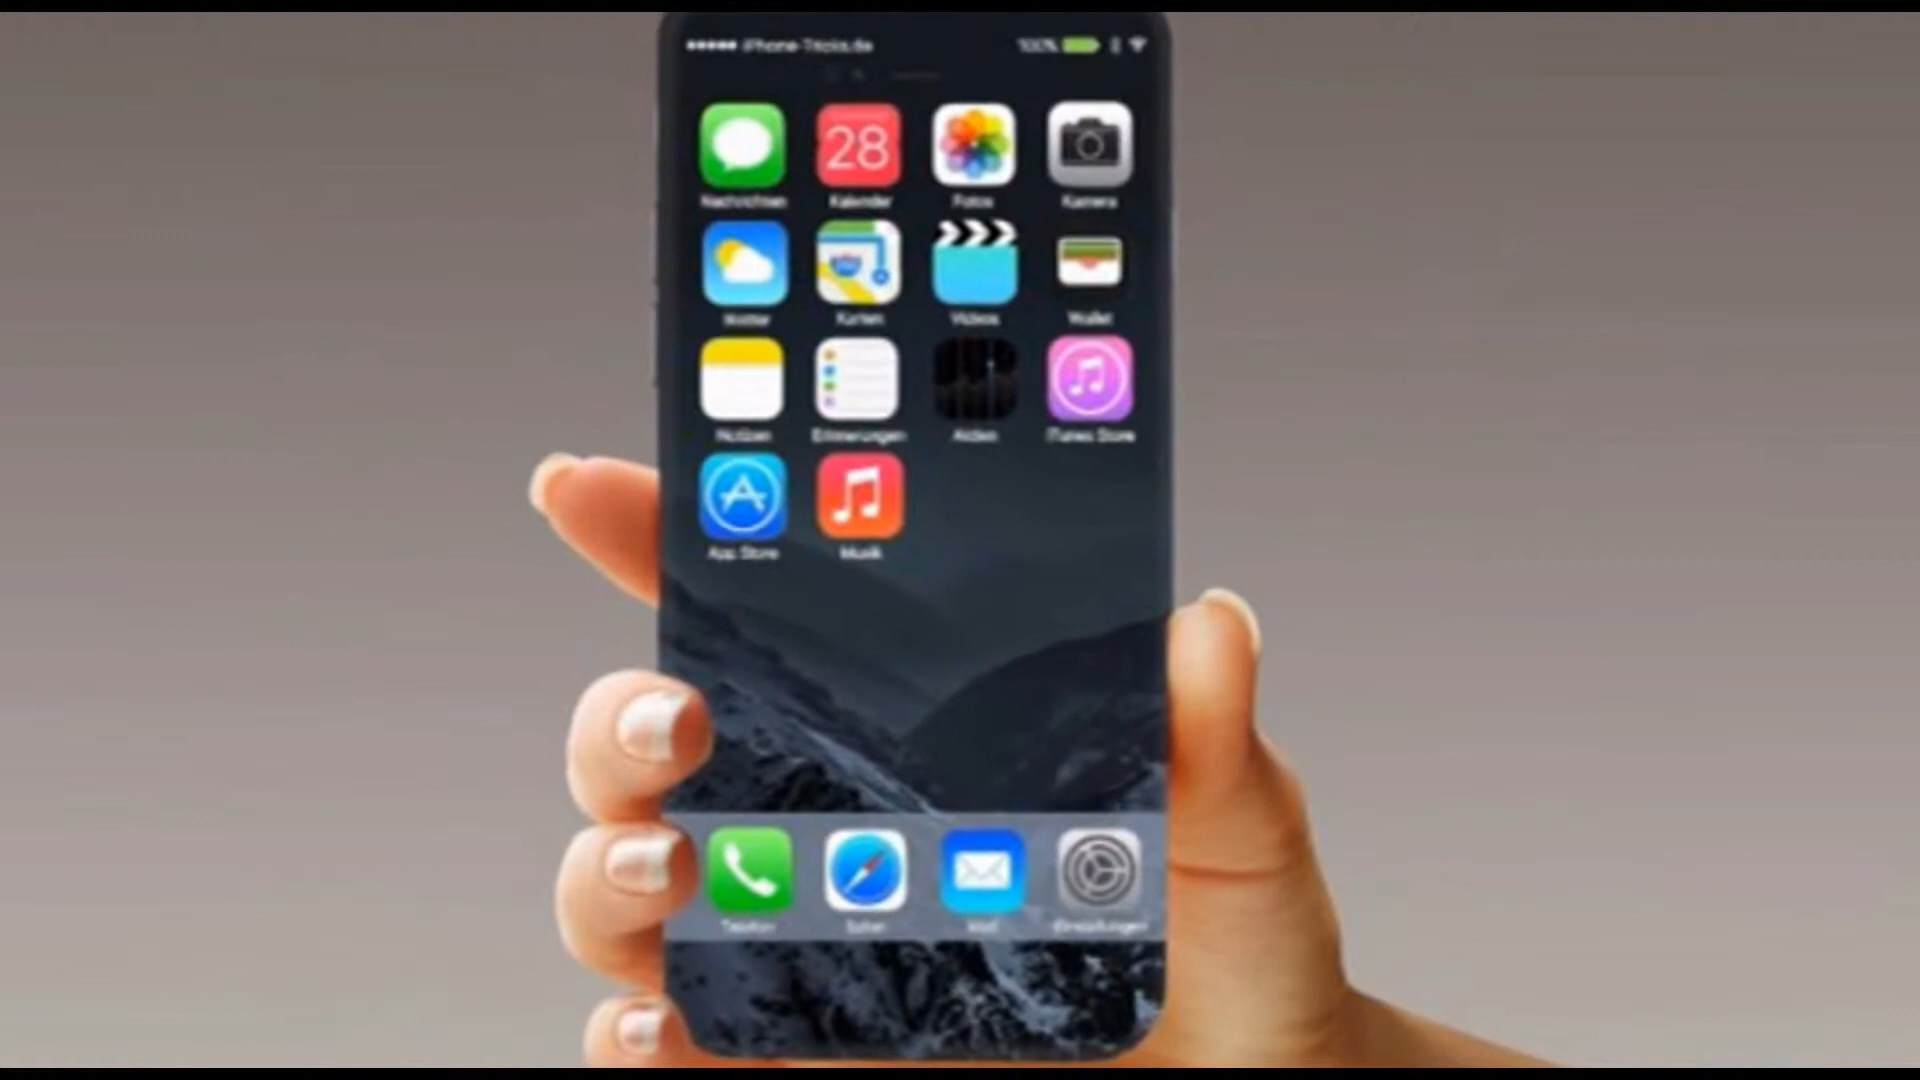 iPhone-Tricks.de 100%
28
Nachrichten Kalender Fotos Kamera
Wetter Karten Videos Wallet
Notizen Erinnerungen Aktien iTunes Store
App Store Musik
Telefon Safari Mail Einstellungen